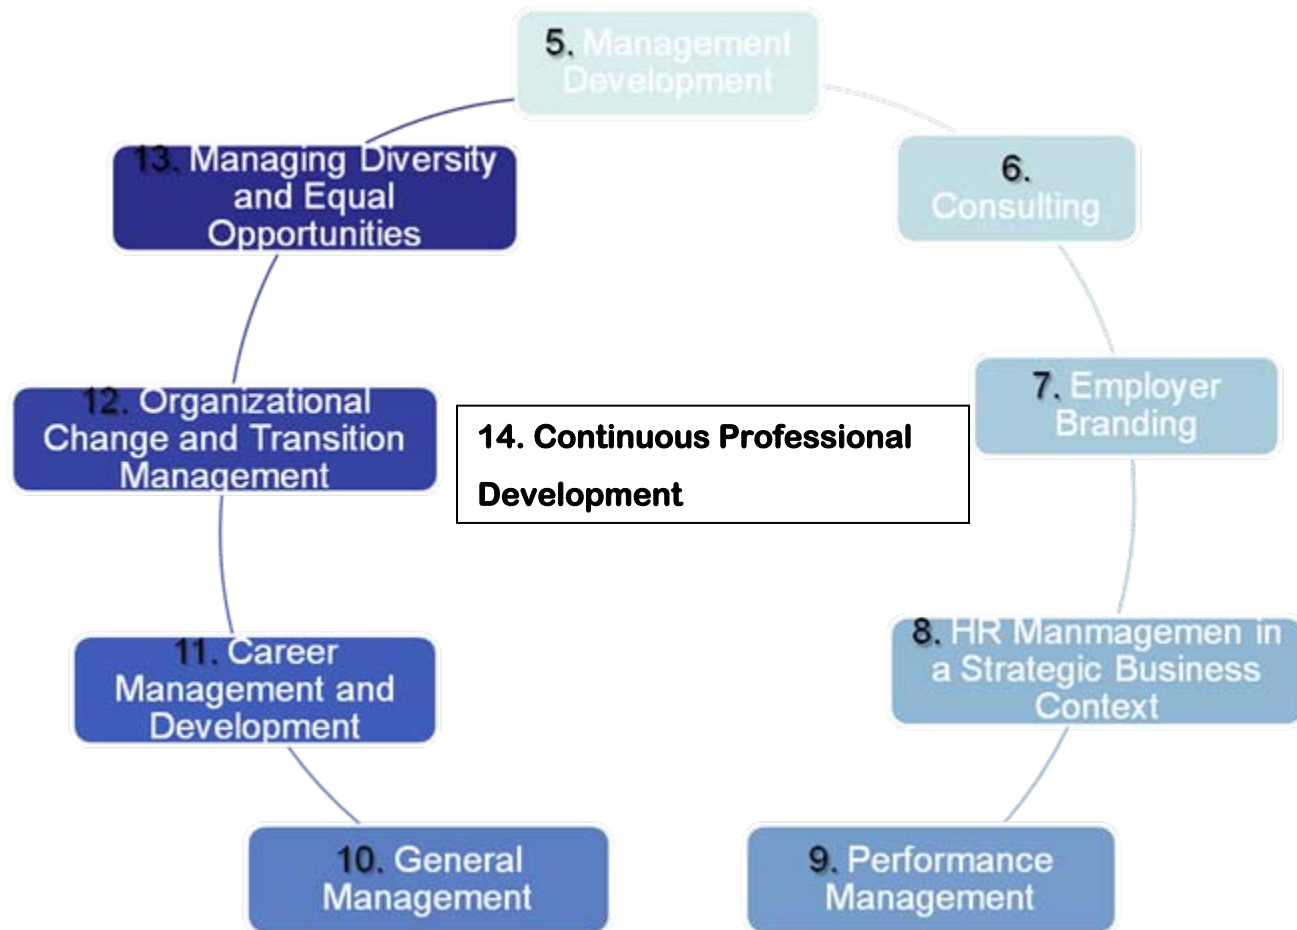 5. Management
Development
6.
Consulting
7. Employer
Branding
8. HR Manmagemen in
a Strategic Business
Context
9. Performance
Management
10. General
Management
11. Career
Management and
Development
12. Organizational
Change and Transition
Management
13. Managing Diversity
and Equal
Opportunities
14. Continuous Professional
Development